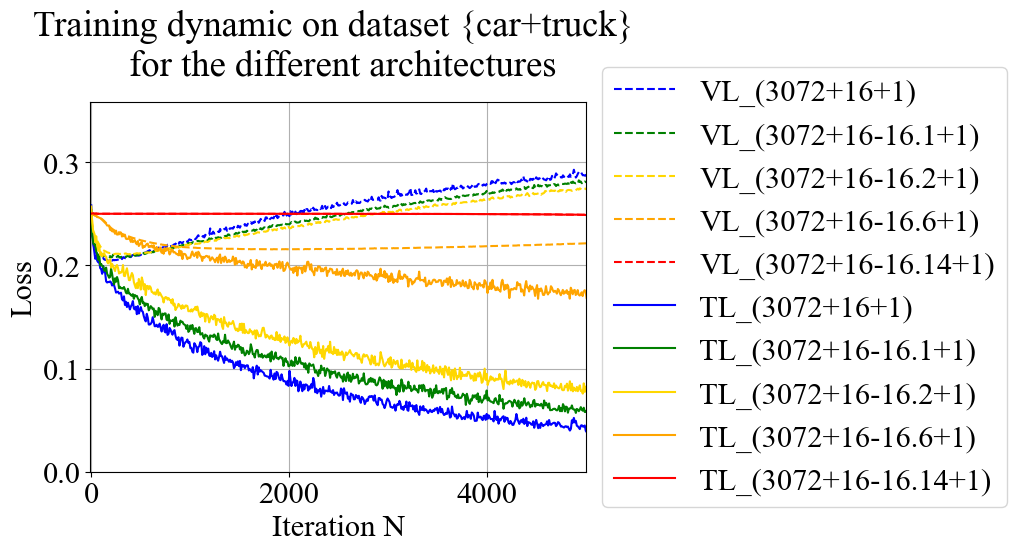 Training dynamic on dataset {car+truck}
for the different architectures
Loss
0.3
0.2
0.1
0.0
0
2000
4000
Iteration N
VL_(3072+16+1)
VL_(3072+16-16.1+1)
VL_(3072+16-16.2+1)
VL_(3072+16-16.6+1)
VL_(3072+16-16.14+1)
TL_(3072+16+1)
TL_(3072+16-16.1+1)
TL_(3072+16-16.2+1)
TL_(3072+16-16.6+1)
TL_(3072+16-16.14+1)